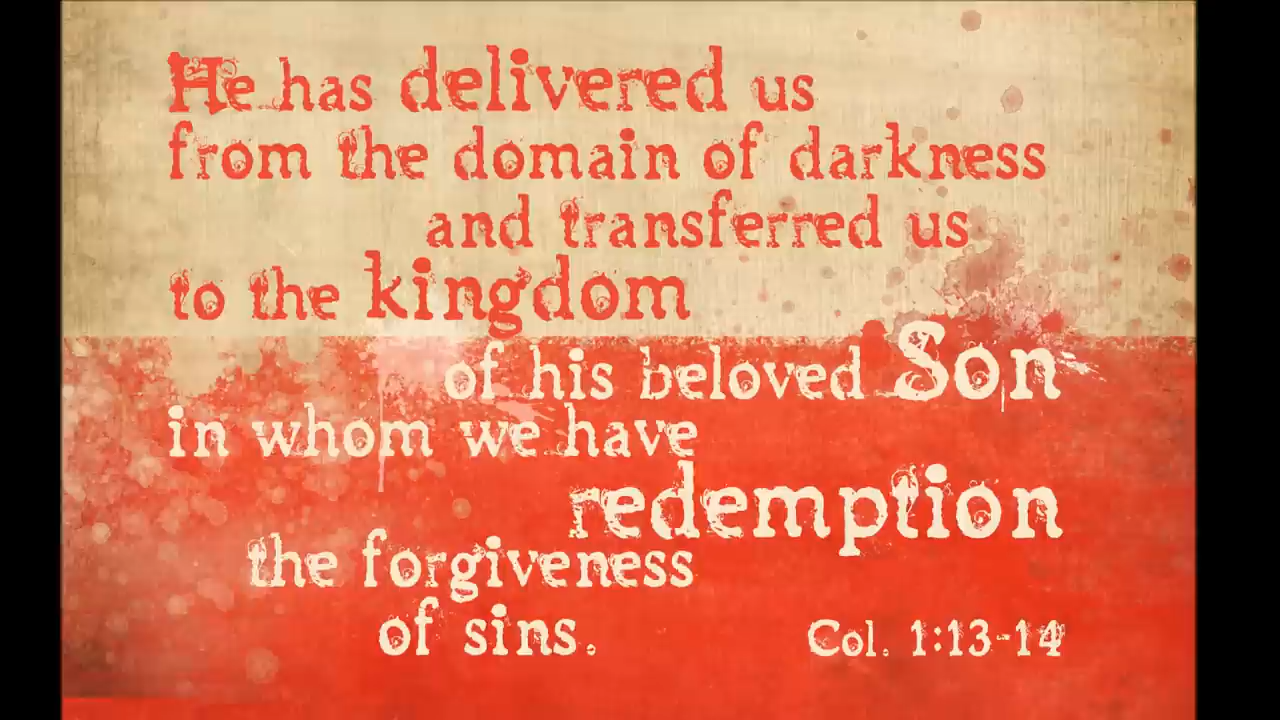 He has delivered us
from the domain of darkness
and transferred us
to the kingdom
of his beloved Son
in whom we have
redemption
the forgiveness
of sins.
Col. 1:13-14